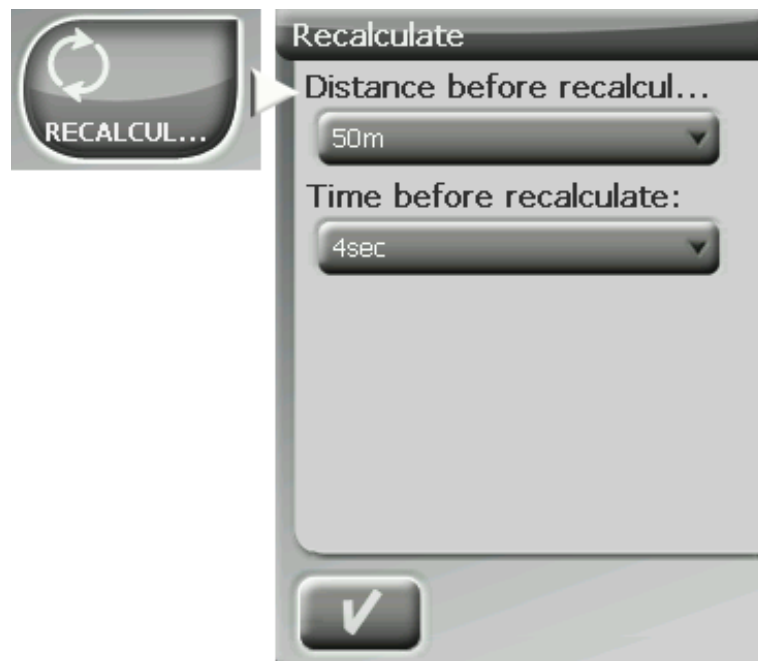 RECALCUL...
Recalculate
Distance before recalcul...
50m
Time before recalculate:
4sec